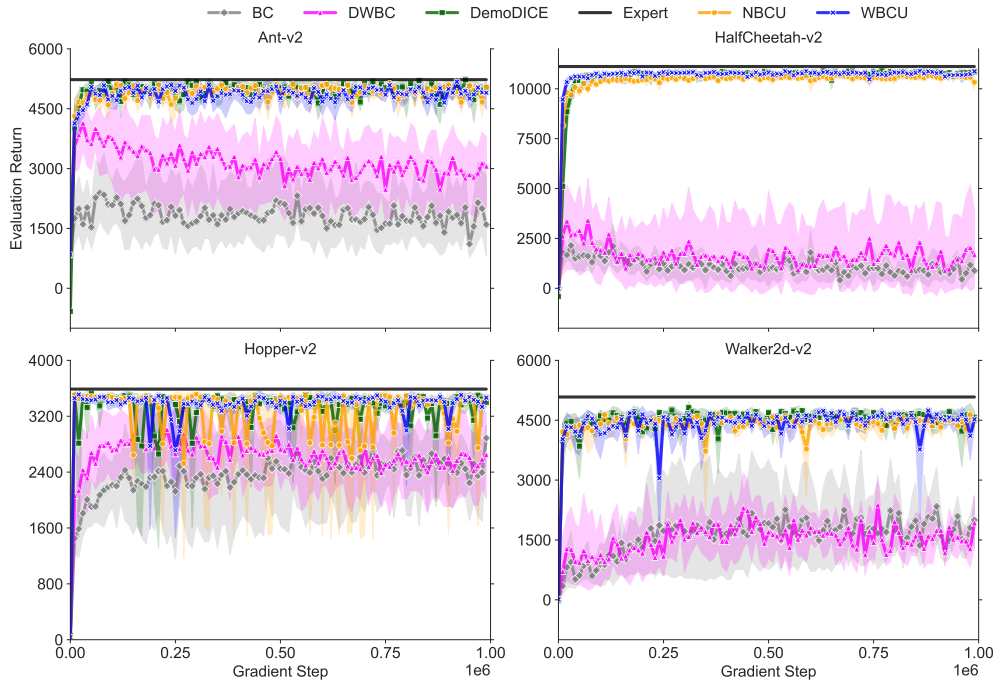 BC DWBC DemoDICE Expert NBCU WBCU
Ant-v2
HalfCheetah-v2
Evaluation Return
6000
4500
3000
1500
0
10000
7500
5000
2500
0
Hopper-v2
Walker2d-v2
4000
3200
2400
1600
800
0
6000
4500
3000
1500
0
0.00 0.25 0.50 0.75 1.00
0.00 0.25 0.50 0.75 1.00
Gradient Step 1e6
Gradient Step 1e6